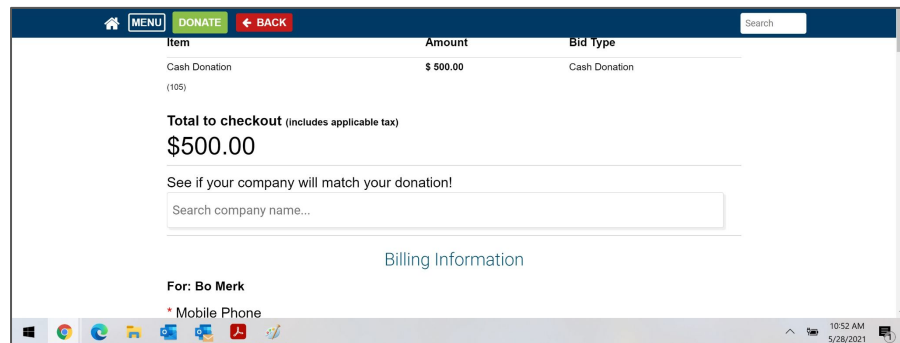 MENU DONATE BACK Search
Item Amount Bid Type
Cash Donation $ 500.00 Cash Donation
(105)
Total to checkout (includes applicable tax)
$500.00
See if your company will match your donation!
Search company name...
Billing Information
For: Bo Merk
* Mobile Phone
10:52 AM
5/28/2021
1